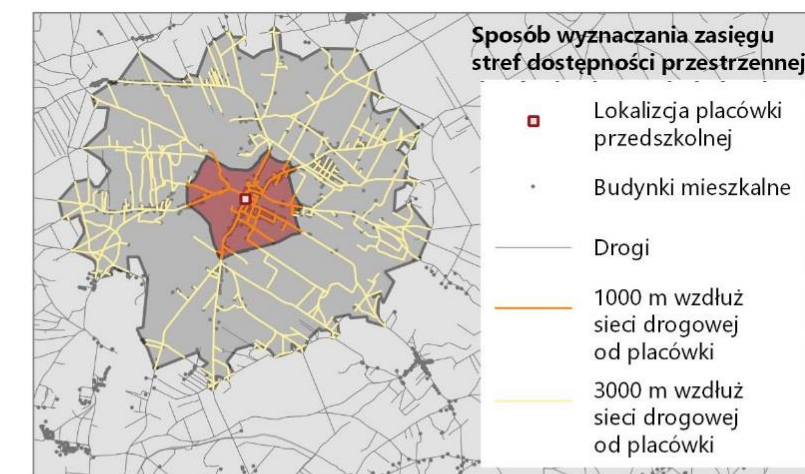 Sposób wyznaczania zasięgu
stref dostępności przestrzennej
Lokalizcja placówki
przedszkolnej
Budynki mieszkalne
Drogi
1000 m wzdłuż
sieci drogowej
od placówki
3000 m wzdłuż
sieci drogowej
od placówki